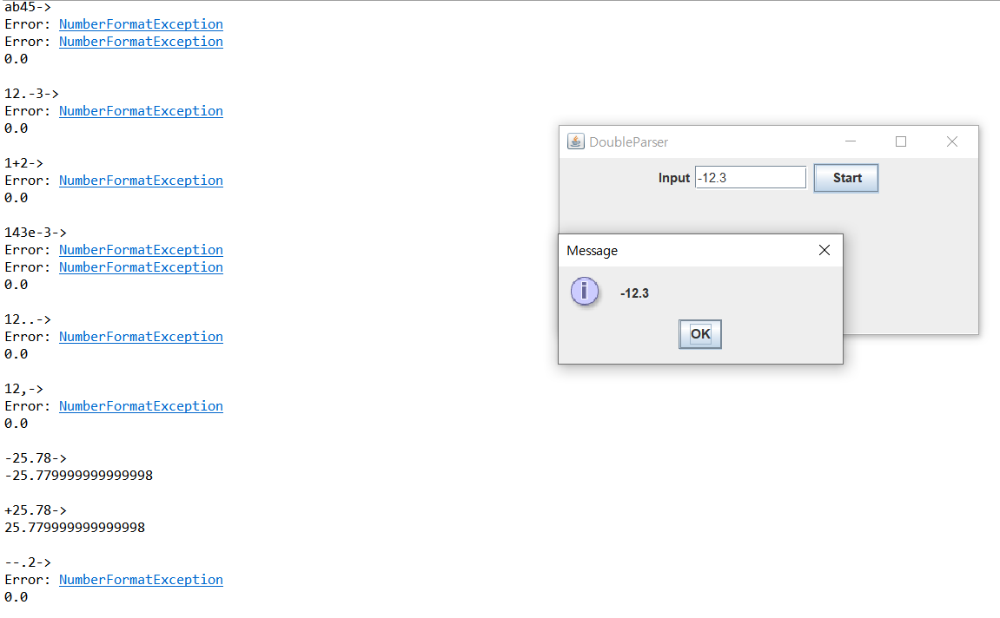 ab45->
Error: NumberFormatException
Error: NumberFormatException
0.0
12.-3->
Error: NumberFormatException
0.0
1+2->
Error: NumberFormatException
0.0
143e-3->
Error: NumberFormatException
Error: NumberFormatException
0.0
12..->
Error: NumberFormatException
0.0
12,->
Error: NumberFormatException
0.0
-25.78->
-25.779999999999998
+25.78->
25.779999999999998
--.2->
Error: NumberFormatException
0.0
DoubleParser
Input -12.3 Start
Message
-12.3
OK